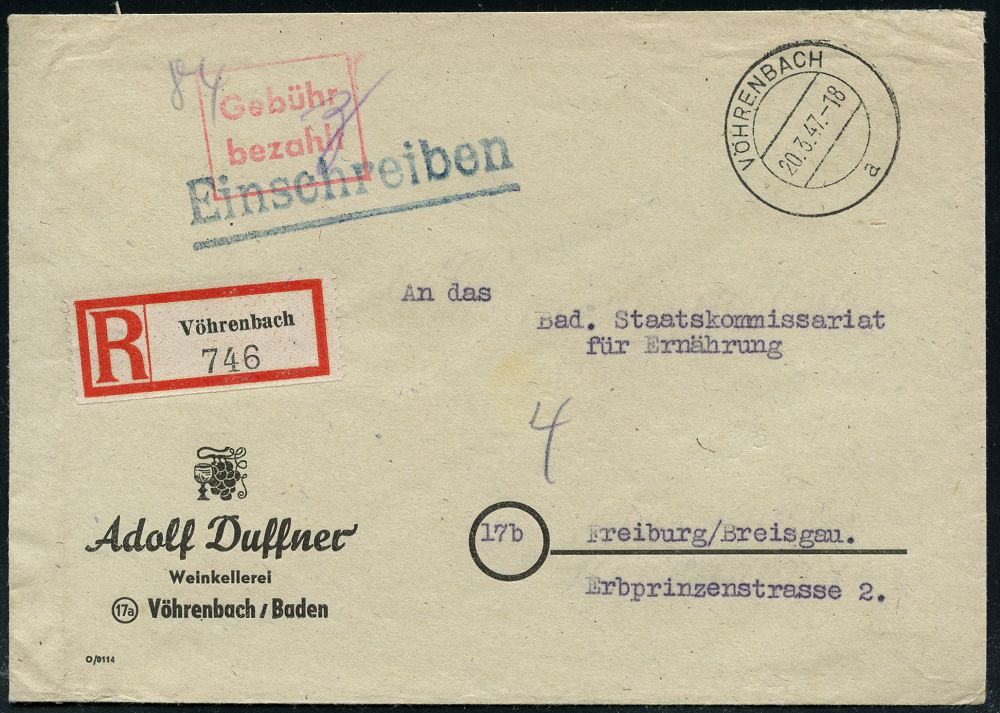 84
Gebühr
bezahlt
Einschreiben
VÖHRENBACH
20.3.47.-18
a
R
Vöhrenbach
746
An das
Bad. Staatskommissariat
für Ernährung
4
17b
Freiburg/Breisgau.
Erbprinzenstrasse 2.
Adolf Duffner
Weinkellerei
17a Vöhrenbach / Baden
O/0114